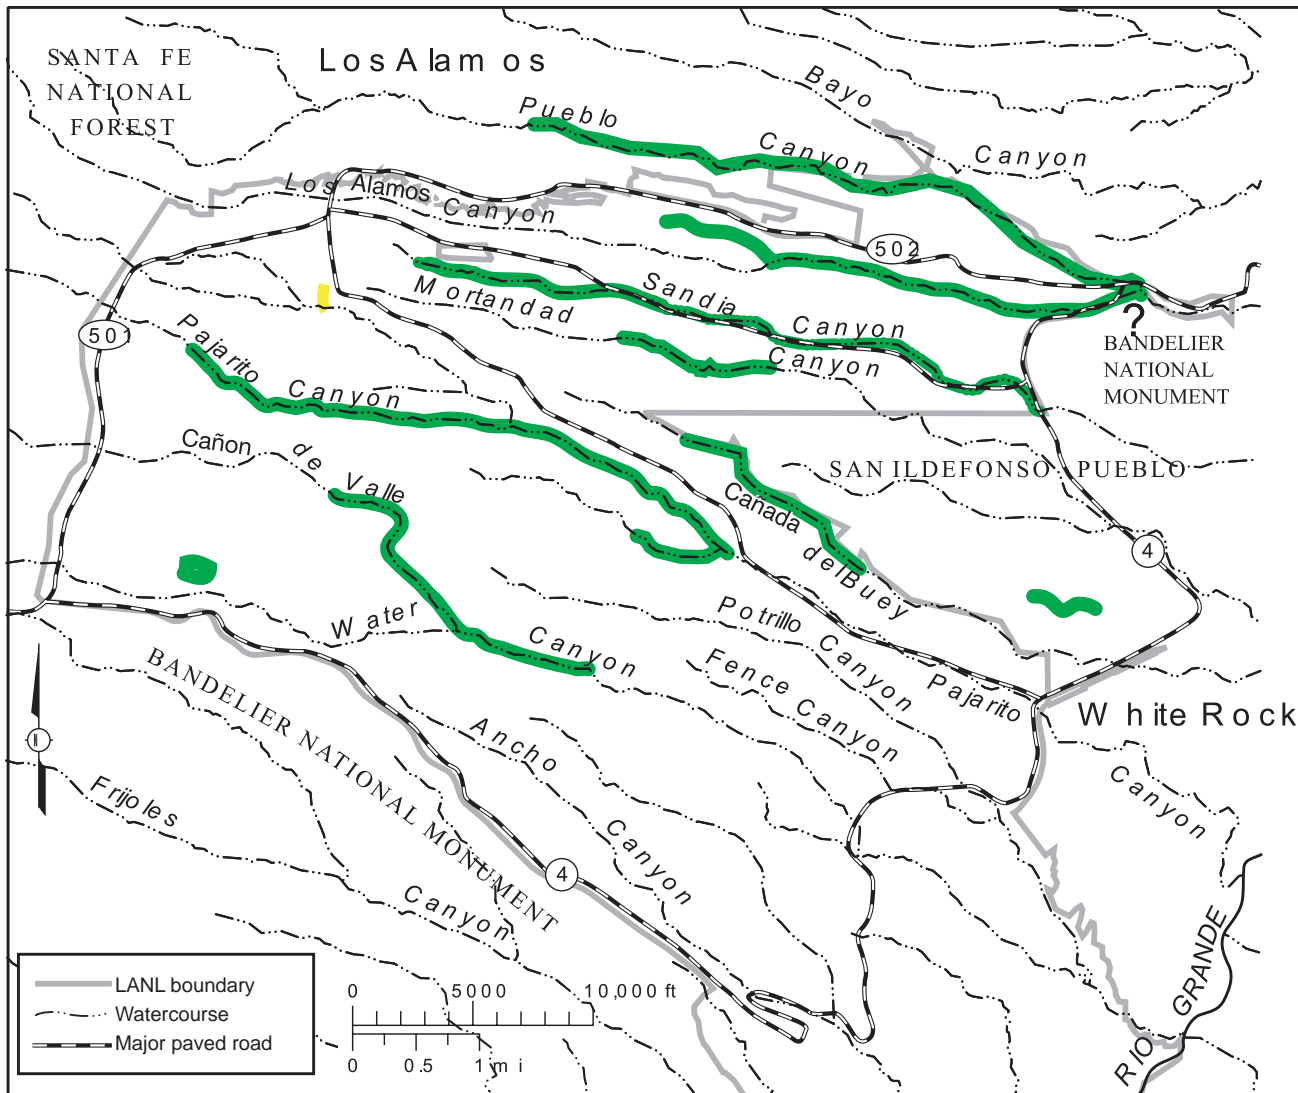 SANTA FE
NATIONAL
FOREST
Los Alamos
Bayo
Canyon
Pueblo
Canyon
Los Alamos Canyon
502
Sandia
Canyon
Mortandad
Canyon
?
BANDELIER
NATIONAL
MONUMENT
501
Pajarito
Canyon
SAN ILDEFONSO PUEBLO
Cañon de Valle
Cañada
del Buey
4
Water
Canyon
Potrillo
Canyon
Fence Canyon
Pajarito
Canyon
White Rock
BANDELIER NATIONAL MONUMENT
Ancho
Canyon
Frijoles
Canyon
4
RIO GRANDE
LANL boundary
Watercourse
Major paved road
0 5000 10,000 ft
0 0.5 1 mi